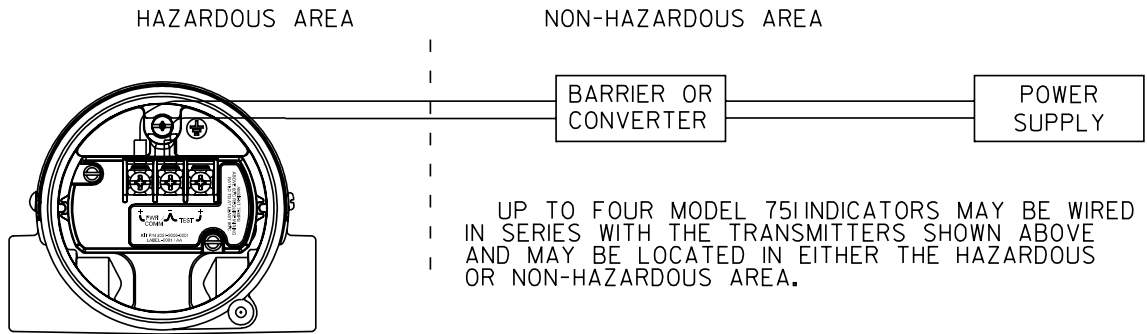 HAZARDOUS AREA
NON-HAZARDOUS AREA
BARRIER OR
CONVERTER
POWER
SUPPLY
PWR
COMM
TEST
UP TO FOUR MODEL 751 INDICATORS MAY BE WIRED
IN SERIES WITH THE TRANSMITTERS SHOWN ABOVE
AND MAY BE LOCATED IN EITHER THE HAZARDOUS
OR NON-HAZARDOUS AREA.